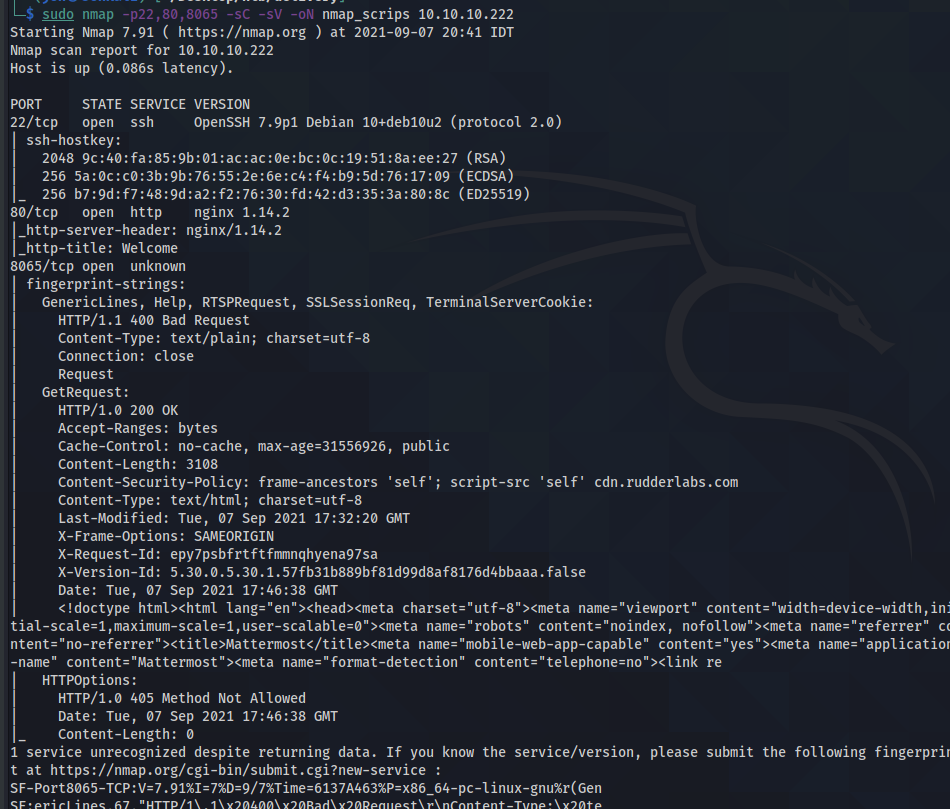 └─$ sudo nmap -p22,80,8065 -sC -sV -oN nmap_scrips 10.10.10.222
Starting Nmap 7.91 ( https://nmap.org ) at 2021-09-07 20:41 IDT
Nmap scan report for 10.10.10.222
Host is up (0.086s latency).
PORT     STATE SERVICE VERSION
22/tcp   open  ssh     OpenSSH 7.9p1 Debian 10+deb10u2 (protocol 2.0)
| ssh-hostkey:
|   2048 9c:40:fa:85:9b:01:ac:ac:0e:bc:0c:19:51:8a:ee:27 (RSA)
|   256 5a:0c:c0:3b:9b:76:55:2e:6e:c4:f4:b9:5d:76:17:09 (ECDSA)
|_  256 b7:9d:f7:48:9d:a2:f2:76:30:fd:42:d3:35:3a:80:8c (ED25519)
80/tcp   open  http    nginx 1.14.2
|_http-server-header: nginx/1.14.2
|_http-title: Welcome
8065/tcp open  unknown
| fingerprint-strings:
|   GenericLines, Help, RTSPRequest, SSLSessionReq, TerminalServerCookie:
|     HTTP/1.1 400 Bad Request
|     Content-Type: text/plain; charset=utf-8
|     Connection: close
|     Request
|   GetRequest:
|     HTTP/1.0 200 OK
|     Accept-Ranges: bytes
|     Cache-Control: no-cache, max-age=31556926, public
|     Content-Length: 3108
|     Content-Security-Policy: frame-ancestors 'self'; script-src 'self' cdn.rudderlabs.com
|     Content-Type: text/html; charset=utf-8
|     Last-Modified: Tue, 07 Sep 2021 17:32:20 GMT
|     X-Frame-Options: SAMEORIGIN
|     X-Request-Id: epy7psbfrtftfmmnqhyena97sa
|     X-Version-Id: 5.30.0.5.30.1.57fb31b889bf81d99d8af8176d4bbaaa.false
|     Date: Tue, 07 Sep 2021 17:46:38 GMT
|     <!doctype html><html lang="en"><head><meta charset="utf-8"><meta name="viewport" content="width=device-width,ini
tial-scale=1,maximum-scale=1,user-scalable=0"><meta name="robots" content="noindex, nofollow"><meta name="referrer" co
ntent="no-referrer"><title>Mattermost</title><meta name="mobile-web-app-capable" content="yes"><meta name="application
-name" content="Mattermost"><meta name="format-detection" content="telephone=no"><link re
|   HTTPOptions:
|     HTTP/1.0 405 Method Not Allowed
|     Date: Tue, 07 Sep 2021 17:46:38 GMT
|_    Content-Length: 0
1 service unrecognized despite returning data. If you know the service/version, please submit the following fingerprin
t at https://nmap.org/cgi-bin/submit.cgi?new-service :
SF-Port8065-TCP:V=7.91%I=7%D=9/7%Time=6137A463%P=x86_64-pc-linux-gnu%r(Gen
SF:ericLines,67,"HTTP/1\.1\x20400\x20Bad\x20Request\r\nContent-Type:\x20te